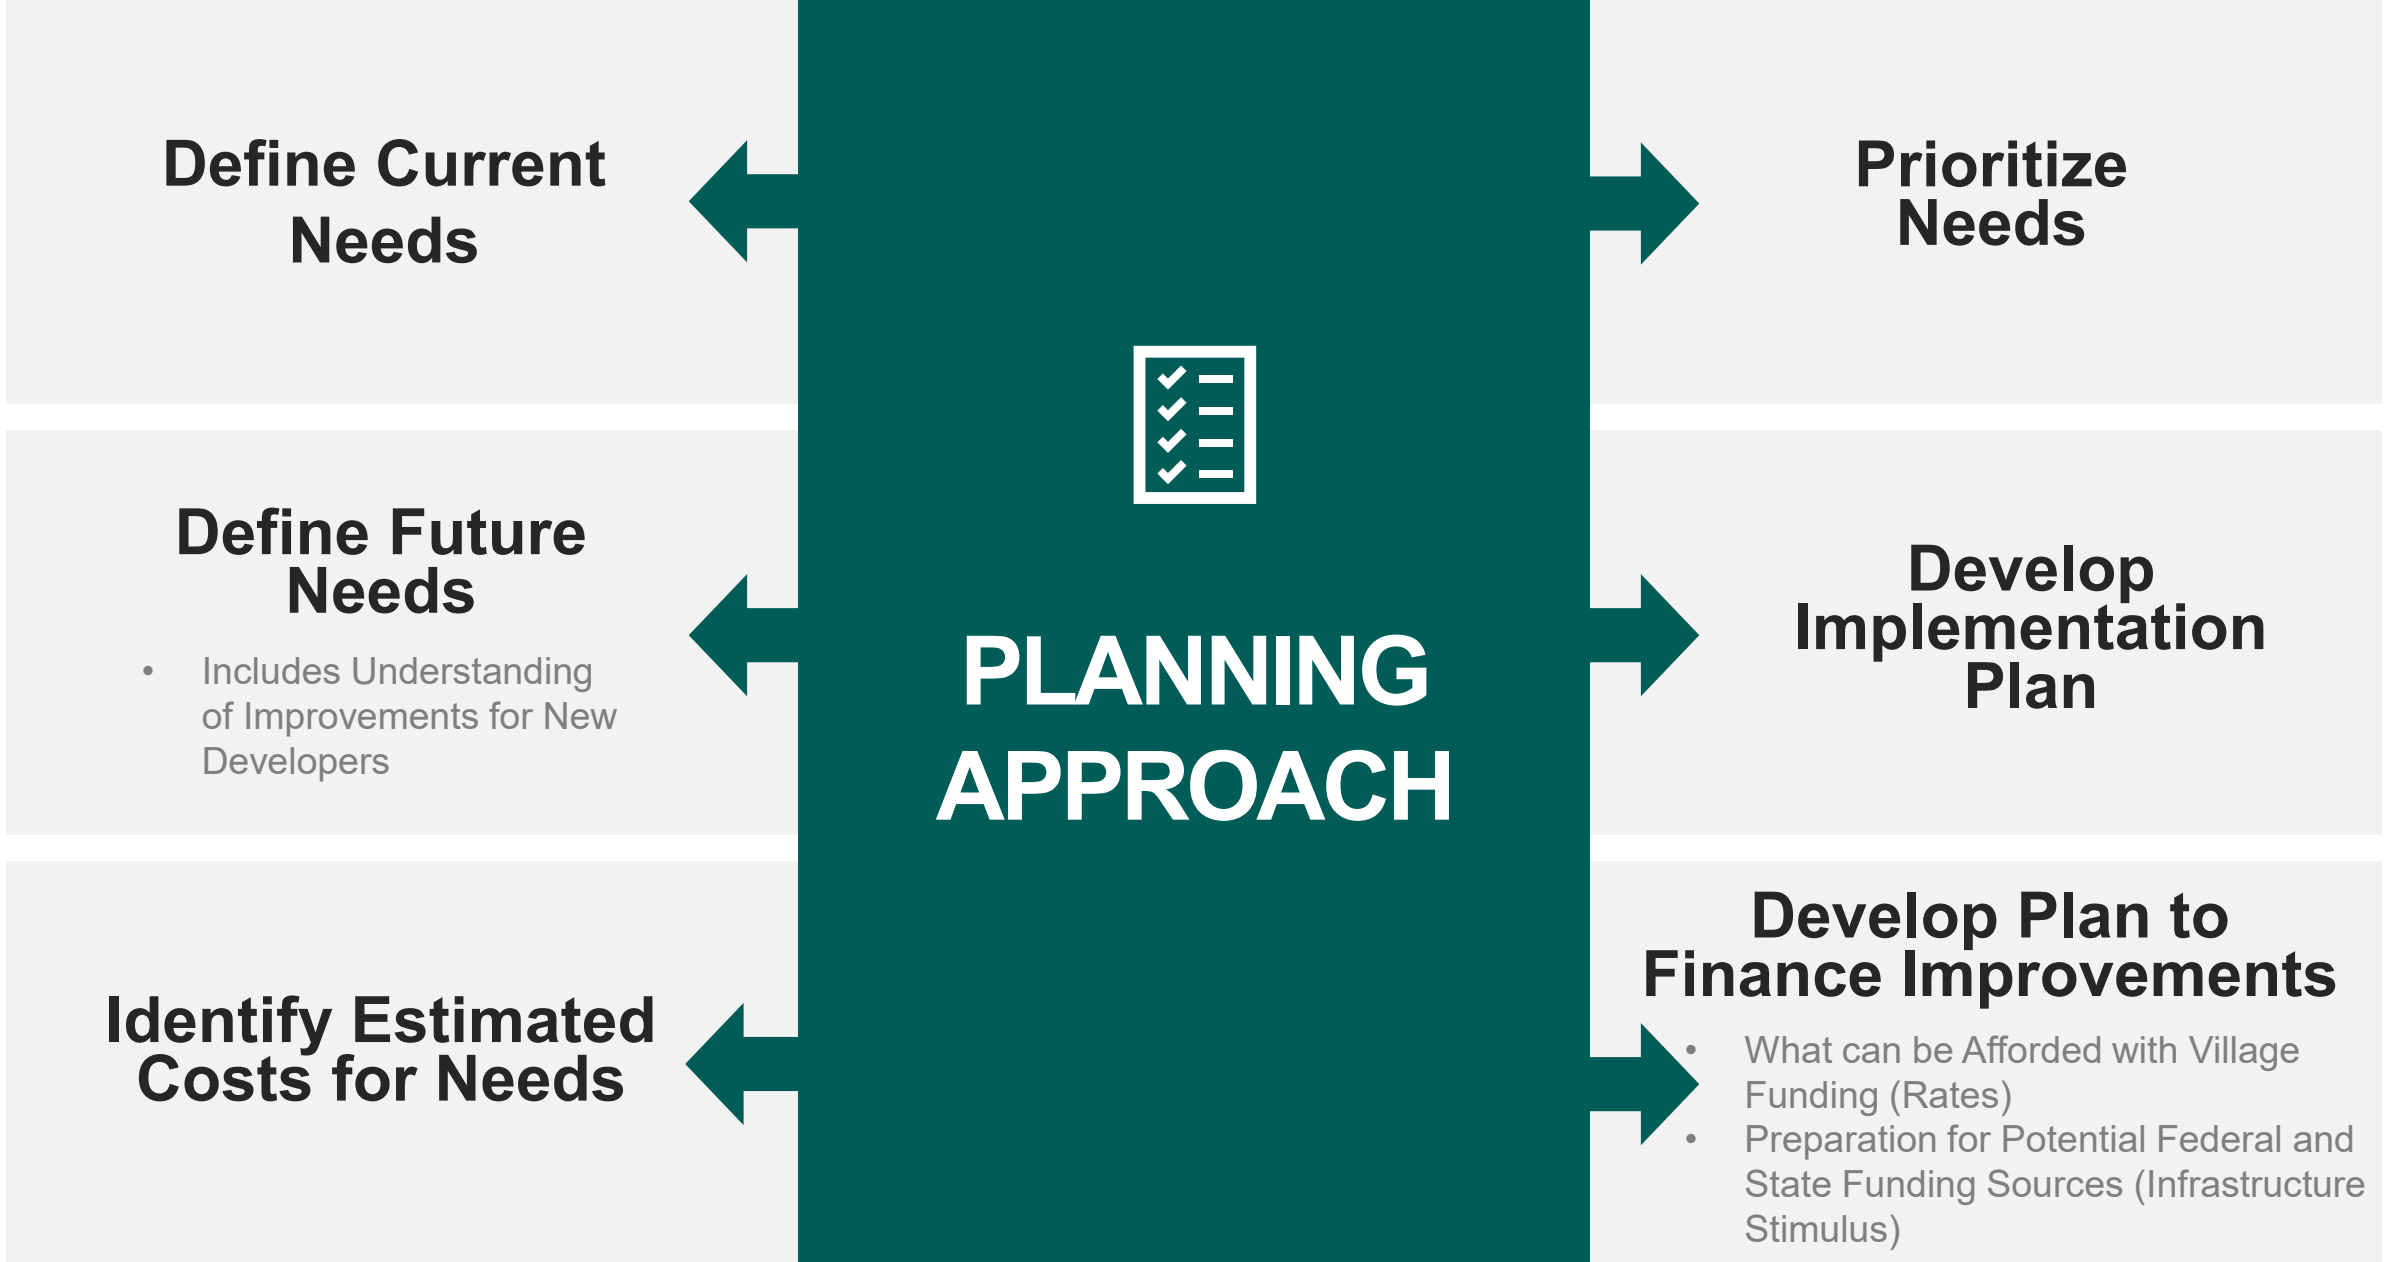 Define Current
Needs
Define Future
Needs
• Includes Understanding
of Improvements for New
Developers
Identify Estimated
Costs for Needs
PLANNING
APPROACH
Prioritize
Needs
Develop
Implementation
Plan
Develop Plan to
Finance Improvements
• What can be Afforded with Village
Funding (Rates)
• Preparation for Potential Federal and
State Funding Sources (Infrastructure
Stimulus)